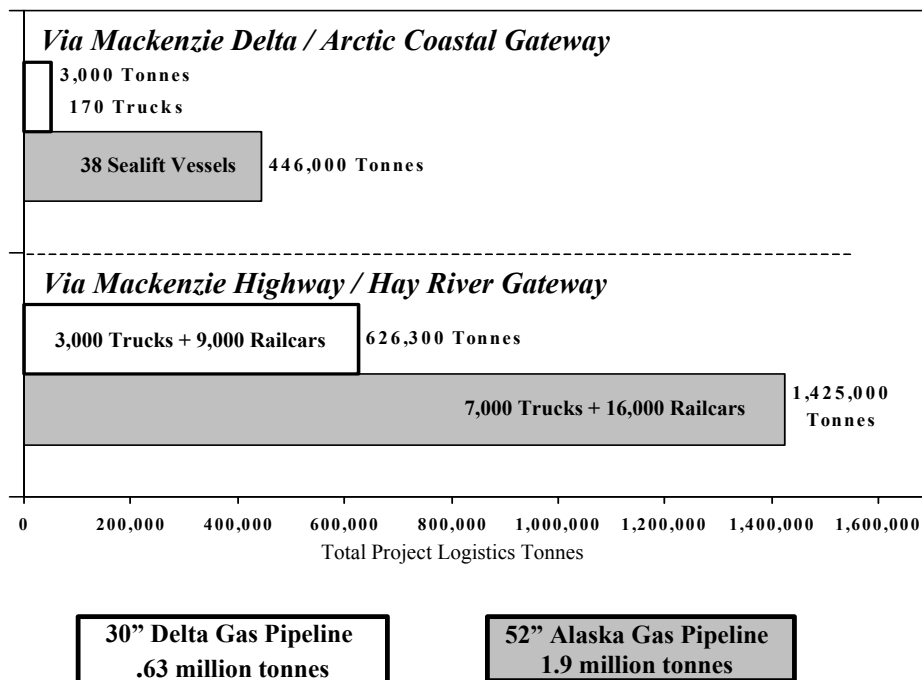 Via Mackenzie Delta / Arctic Coastal Gateway
3,000 Tonnes
170 Trucks
38 Sealift Vessels 446,000 Tonnes
Via Mackenzie Highway / Hay River Gateway
3,000 Trucks + 9,000 Railcars 626,300 Tonnes
7,000 Trucks + 16,000 Railcars 1,425,000
Tonnes
0 200,000 400,000 600,000 800,000 1,000,000 1,200,000 1,400,000 1,600,000
Total Project Logistics Tonnes
30” Delta Gas Pipeline
.63 million tonnes
52” Alaska Gas Pipeline
1.9 million tonnes